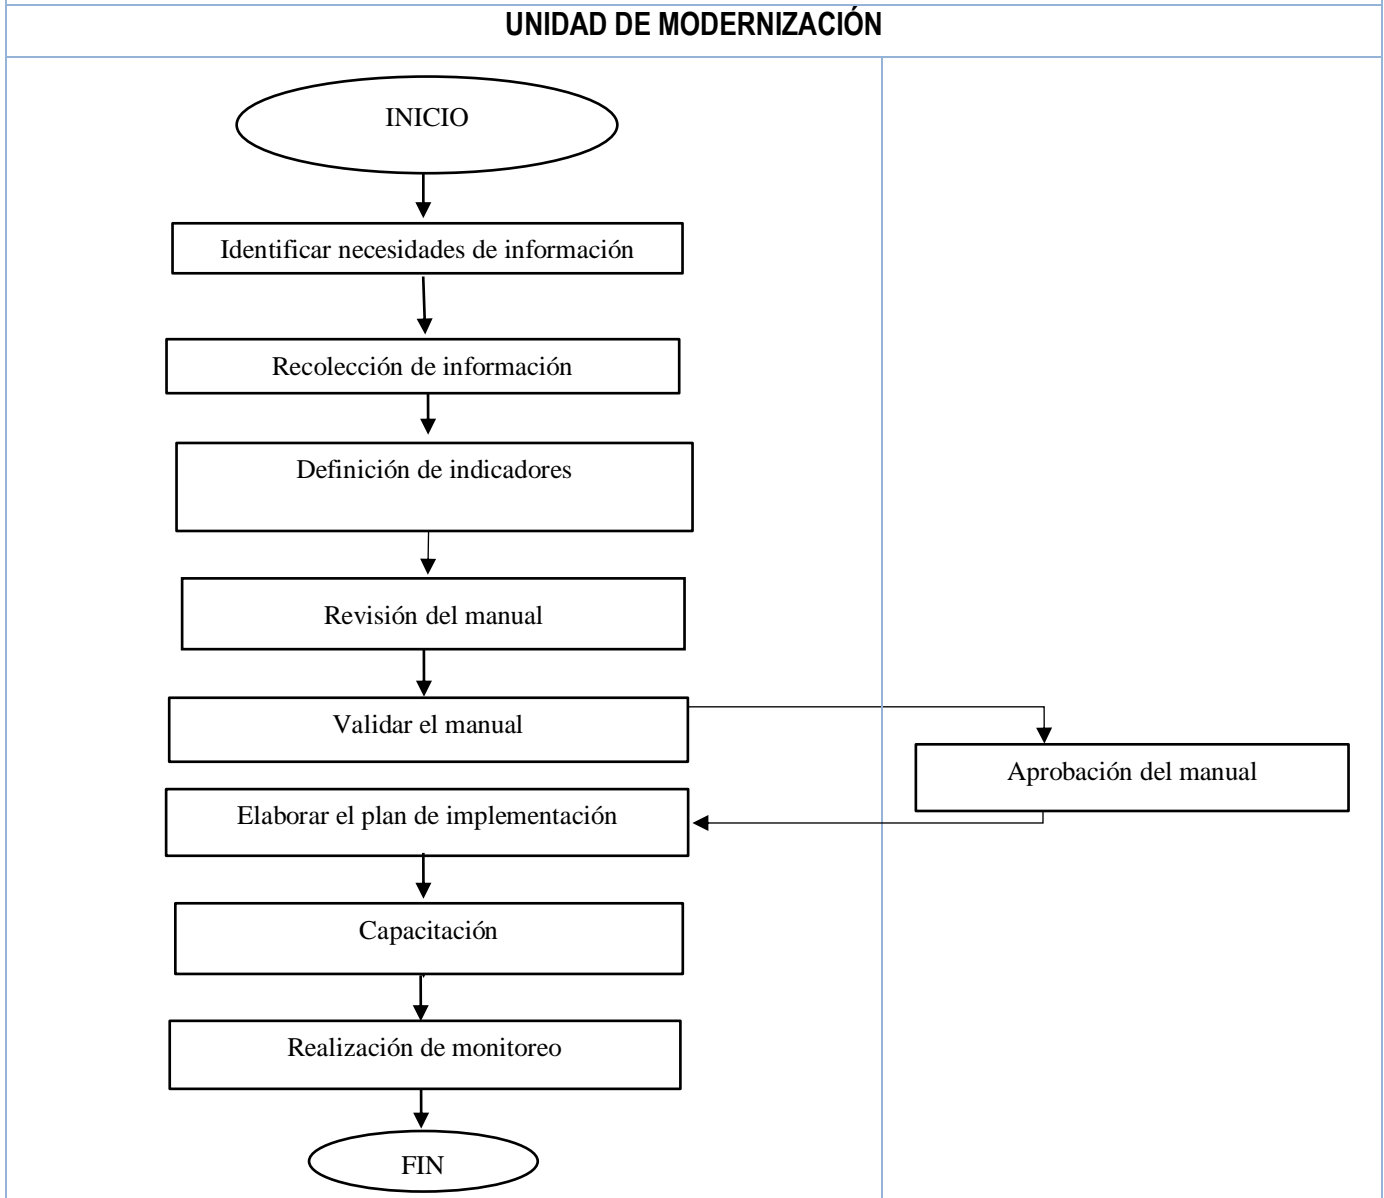 UNIDAD DE MODERNIZACIÓN
INICIO
Identificar necesidades de información
Recolección de información
Definición de indicadores
Revisión del manual
Validar el manual
Aprobación del manual
Elaborar el plan de implementación
Capacitación
Realización de monitoreo
FIN